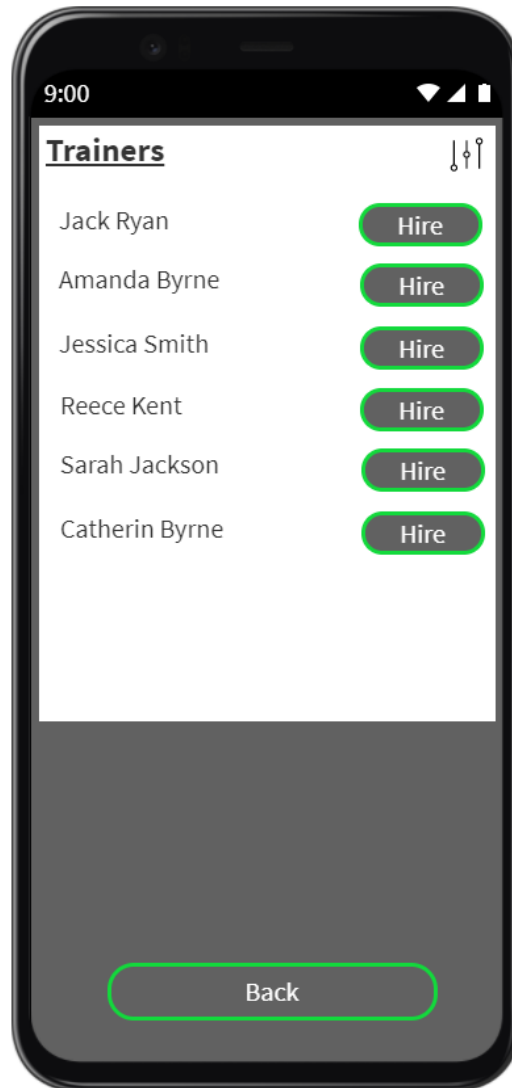 9:00
Trainers
Jack Ryan Hire
Amanda Byrne Hire
Jessica Smith Hire
Reece Kent Hire
Sarah Jackson Hire
Catherin Byrne Hire
Back